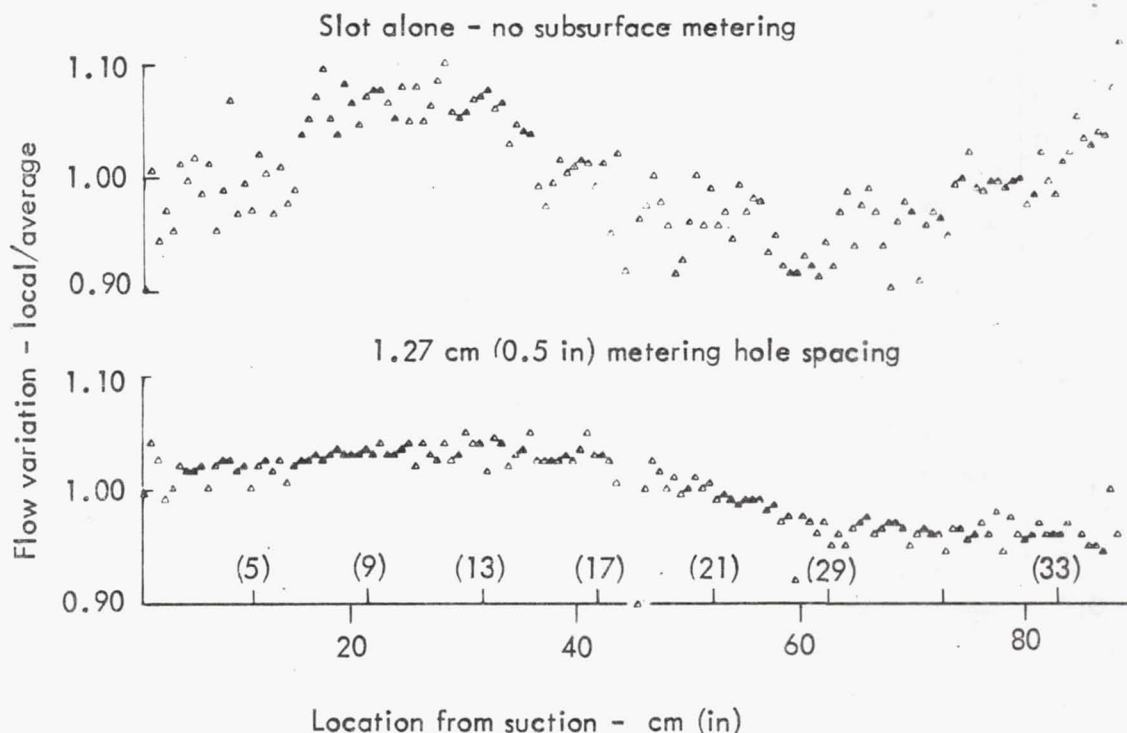 Slot alone - no subsurface metering
1.10
1.00
0.90
Flow variation - local/average
1.27 cm (0.5 in) metering hole spacing
1.10
1.00
0.90
(5) (9) (13) (17) (21) (29) (33)
20 40 60 80
Location from suction - cm (in)